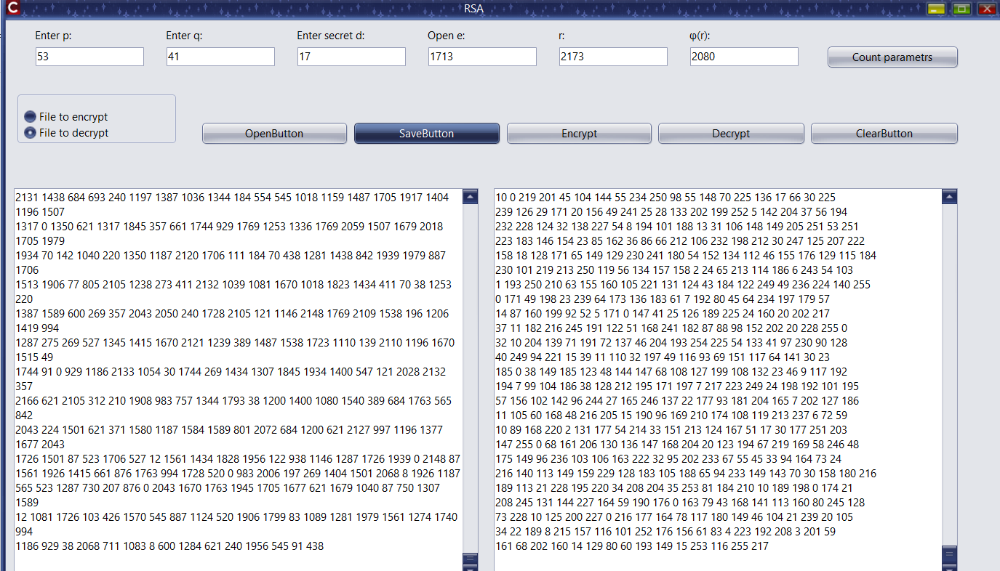 RSA
Enter p:
Enter q:
Enter secret d:
Open e:
r:
φ(r):
53
41
17
1713
2173
2080
Count parametrs
File to encrypt
File to decrypt
OpenButton
SaveButton
Encrypt
Decrypt
ClearButton
2131 1438 684 693 240 1197 1387 1036 1344 184 554 545 1018 1159 1487 1705 1917 1404
1196 1507
1317 0 1350 621 1317 1845 357 661 1744 929 1769 1253 1336 1769 2059 1507 1679 2018
1705 1979
1934 70 142 1040 220 1350 1187 2120 1706 111 184 70 438 1281 1438 842 1939 1979 887
1706
1513 1906 77 805 2105 1238 273 411 2132 1039 1081 1670 1018 1823 1434 411 70 38 1253
220
1387 1589 600 269 357 2043 2050 240 1728 2105 121 1146 2148 1769 2109 1538 196 1206
1419 994
1287 275 269 527 1345 1415 1670 2121 1239 389 1487 1538 1723 1110 139 2110 1196 1670
1515 49
1744 91 0 929 1186 2133 1054 30 1744 269 1434 1307 1845 1934 1400 547 121 2028 2132
357
2166 621 2105 312 210 1908 983 757 1344 1793 38 1200 1400 1080 1540 389 684 1763 565
842
2043 224 1501 621 371 1580 1187 1584 1589 801 2072 684 1200 621 2127 997 1196 1377
1677 2043
1726 1501 87 523 1706 527 12 1561 1434 1828 1956 122 938 1146 1287 1726 1939 0 2148 87
1561 1926 1415 661 876 1763 994 1728 520 0 983 2006 197 269 1404 1501 2068 8 1926 1187
565 523 1287 730 207 876 0 2043 1670 1763 1945 1705 1677 621 1679 1040 87 750 1307
1589
12 1081 1726 103 426 1570 545 887 1124 520 1906 1799 83 1089 1281 1979 1561 1274 1740
994
1186 929 38 2068 711 1083 8 600 1284 621 240 1956 545 91 438
10 0 219 201 45 104 144 55 234 250 98 55 148 70 225 136 17 66 30 225
239 126 29 171 20 156 49 241 25 28 133 202 199 252 5 142 204 37 56 194
232 228 124 32 138 227 54 8 194 101 188 13 31 106 148 149 205 251 53 251
223 183 146 154 23 85 162 36 86 66 212 106 232 198 212 30 247 125 207 222
158 18 128 171 65 149 129 230 241 180 54 152 134 112 46 155 176 129 115 184
230 101 219 213 250 119 56 134 157 158 2 24 65 213 114 186 6 243 54 103
1 193 250 210 63 155 160 105 221 131 124 43 184 122 249 49 236 224 140 255
0 171 49 198 23 239 64 173 136 183 61 7 192 80 45 64 234 197 179 57
14 87 160 199 92 52 5 171 0 147 41 25 126 189 225 24 160 20 202 217
37 11 182 216 245 191 122 51 168 241 182 87 88 98 152 202 20 228 255 0
32 10 204 139 71 191 72 137 46 204 193 254 225 54 133 41 97 230 90 128
40 249 94 221 15 39 11 110 32 197 49 116 93 69 151 117 64 141 30 23
185 0 38 149 185 123 48 144 147 68 108 127 199 108 132 23 46 9 117 192
194 7 99 104 186 38 128 212 195 171 197 7 217 223 249 24 198 192 101 195
57 156 102 142 96 244 27 165 246 137 22 177 93 181 204 165 7 202 127 186
11 105 60 168 48 216 205 15 190 96 169 210 174 108 119 213 237 6 72 59
10 89 168 220 2 131 177 54 214 33 151 213 124 167 51 17 30 177 251 203
147 255 0 68 161 206 130 136 147 168 204 20 123 194 67 219 169 58 246 48
175 149 96 236 103 106 163 222 32 95 202 233 67 55 45 33 94 164 73 24
216 140 113 149 159 229 128 183 105 188 65 94 233 149 143 70 30 158 180 216
189 113 21 228 195 220 34 208 204 35 253 81 184 210 10 189 198 0 174 21
208 245 131 144 227 164 59 190 176 0 163 79 43 168 141 113 160 80 245 128
73 228 10 125 200 227 0 216 177 164 78 117 180 149 46 104 21 239 20 105
34 22 189 8 215 157 116 101 252 176 156 61 83 4 223 192 208 3 201 59
161 68 202 160 14 129 80 60 193 149 15 253 116 255 217